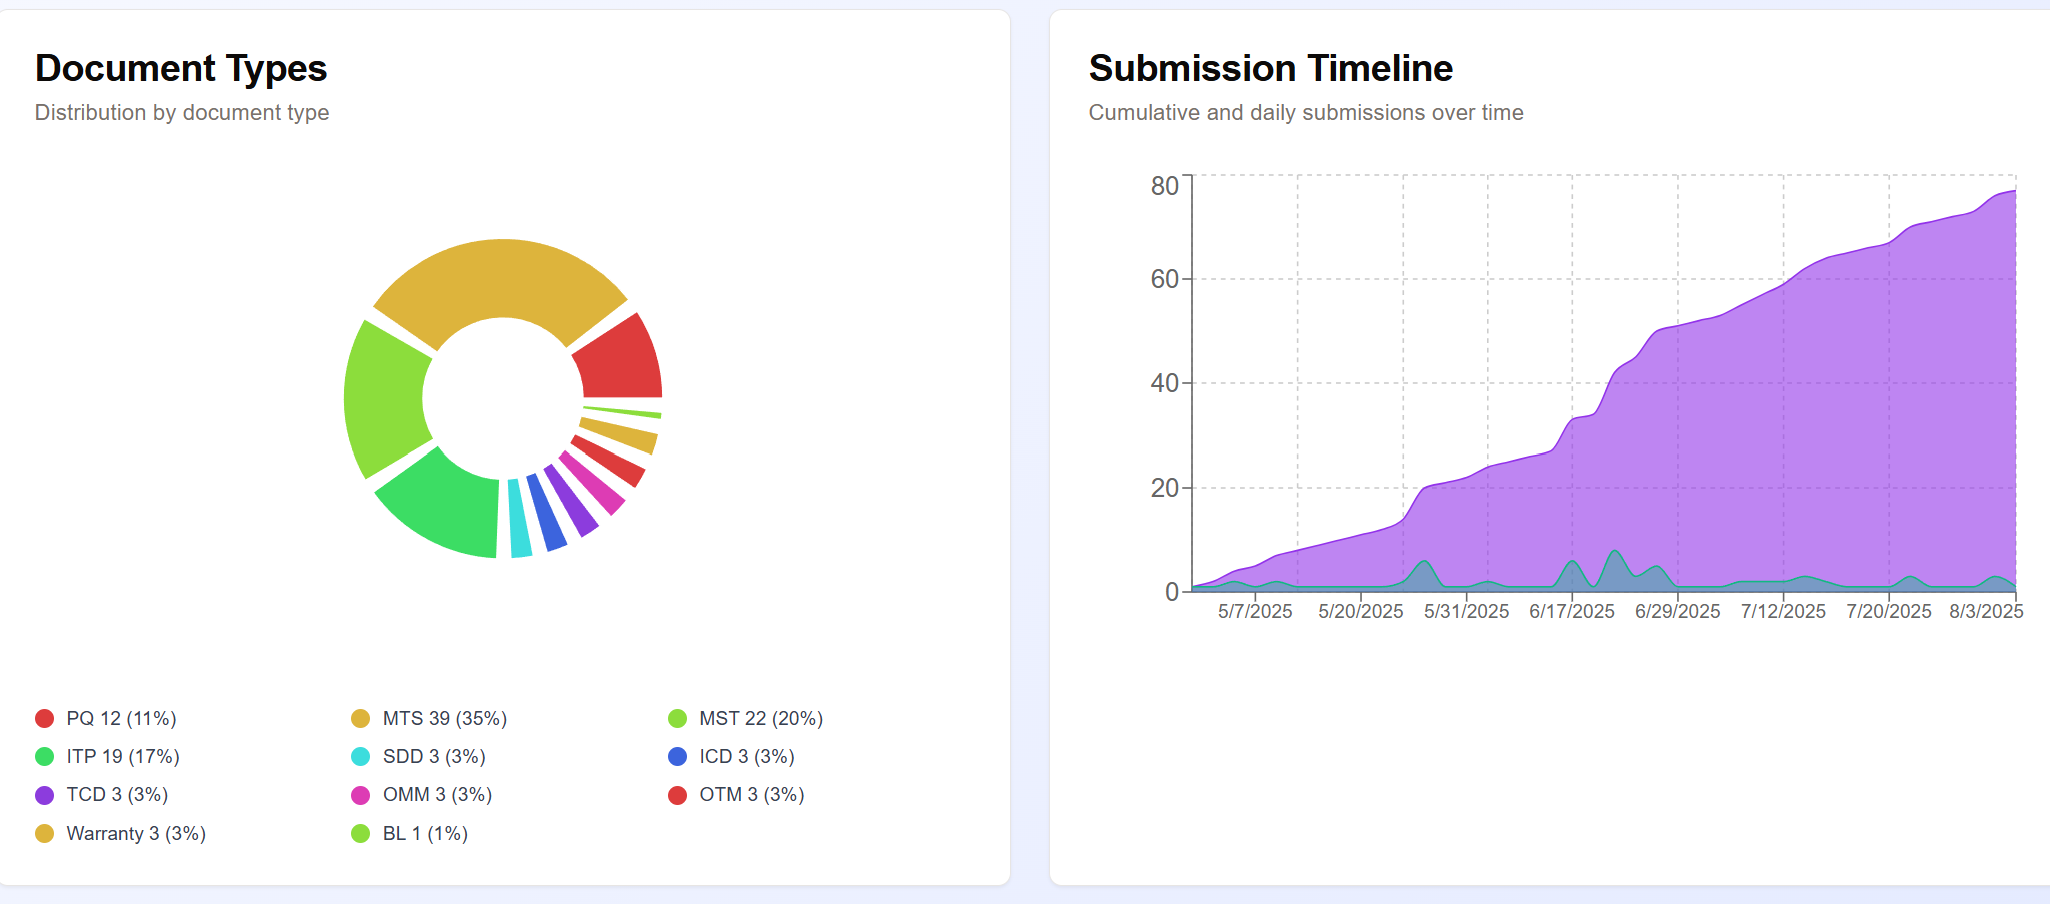 Document Types
Distribution by document type
PQ 12 (11%)
MTS 39 (35%)
MST 22 (20%)
ITP 19 (17%)
SDD 3 (3%)
ICD 3 (3%)
TCD 3 (3%)
OMM 3 (3%)
OTM 3 (3%)
Warranty 3 (3%)
BL 1 (1%)
Submission Timeline
Cumulative and daily submissions over time
80
60
40
20
0
5/7/2025
5/20/2025
5/31/2025
6/17/2025
6/29/2025
7/12/2025
7/20/2025
8/3/2025